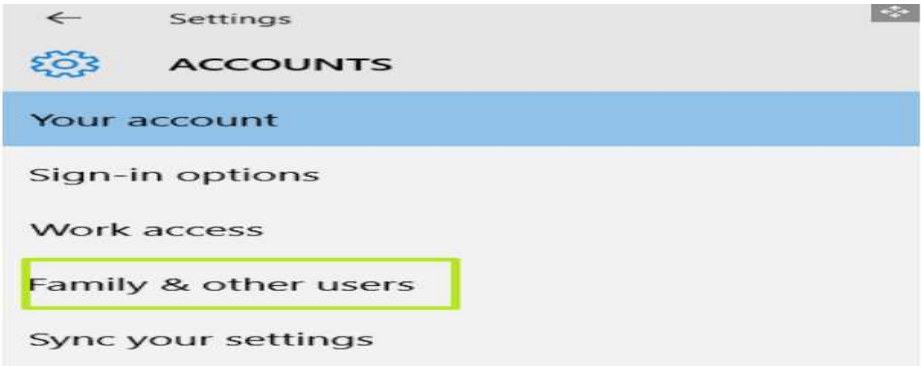 Settings
ACCOUNTS
Your account
Sign-in options
Work access
Family & other users
Sync your settings